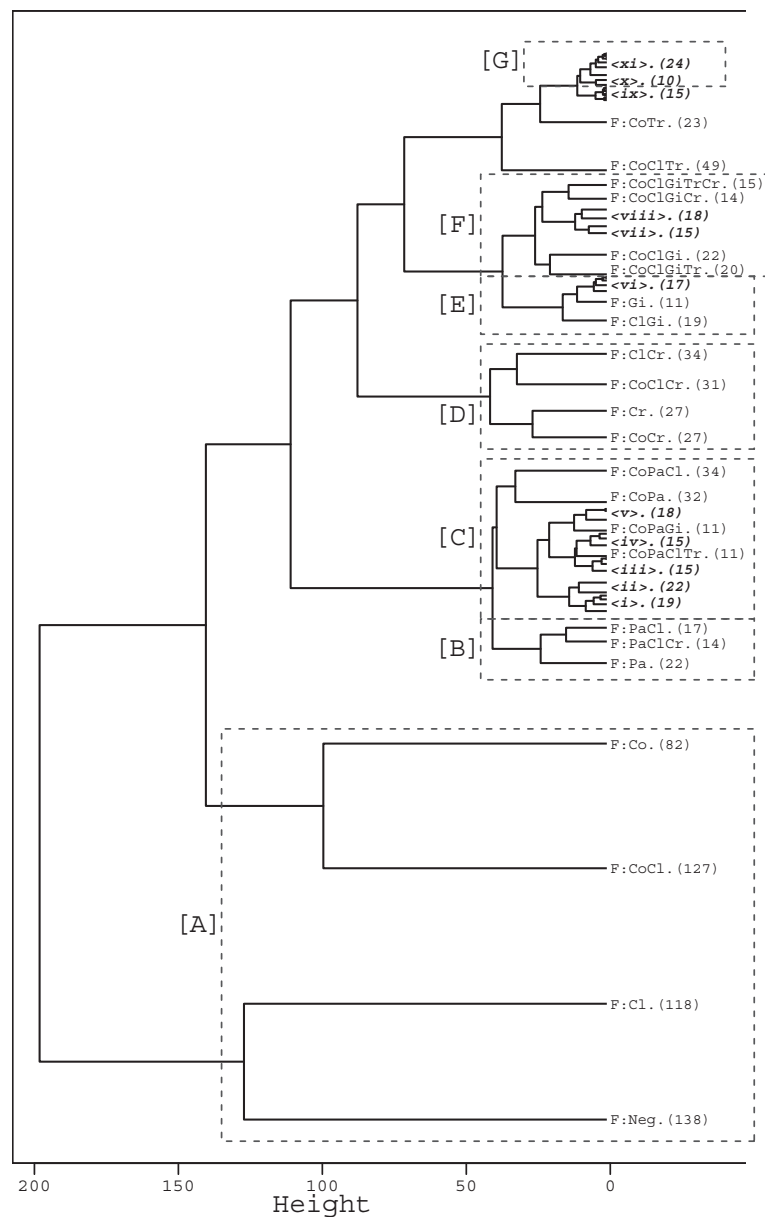 [G]
<xi>.(24)
<x>.(10)
<ix>.(15)
F:CoTr.(23)
F:CoClTr.(49)
F:CoClGiTrCr.(15)
F:CoClGiCr.(14)
[F]
<viii>.(18)
<vii>.(15)
F:CoClGi.(22)
F:CoClGiTr.(20)
<vi>.(17)
[E]
F:Gi.(11)
F:ClGi.(19)
F:ClCr.(34)
F:CoClCr.(31)
[D]
F:Cr.(27)
F:CoCr.(27)
F:CoPaCl.(34)
F:CoPa.(32)
<v>.(18)
F:CoPaGi.(11)
[C]
<iv>.(15)
F:CoPaClTr.(11)
<iii>.(15)
<ii>.(22)
<i>.(19)
F:PaCl.(17)
[B]
F:PaClCr.(14)
F:Pa.(22)
F:Co.(82)
F:CoCl.(127)
[A]
F:Cl.(118)
F:Neg.(138)
200 150 100 50 0
Height